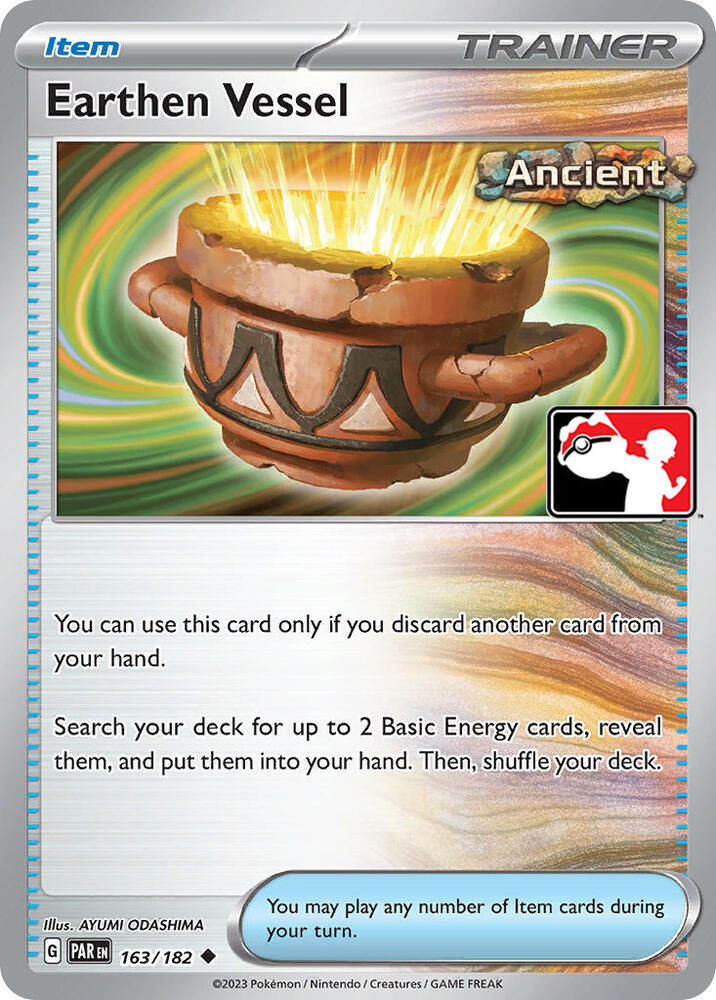 Item
TRAINER
Earthen Vessel
Ancient
You can use this card only if you discard another card from
your hand.
Search your deck for up to 2 Basic Energy cards, reveal
them, and put them into your hand. Then, shuffle your deck.
Illus. AYUMI ODASHIMA
You may play any number of Item cards during
your turn.
G PAR EN 163/182 ◆
©2023 Pokémon / Nintendo / Creatures / GAME FREAK